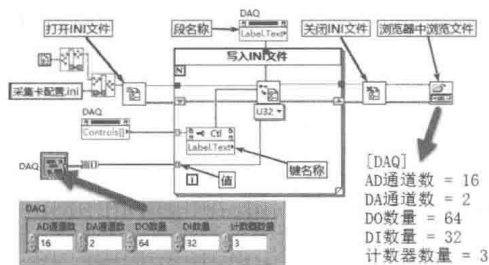 DAQ
Label.Text
打开INI文件
段名称
写入INI文件
关闭INI文件
浏览器中浏览文件
N
采集卡配置.ini
U32
DAQ
Controls[]
Ctl
Label.Text
键名称
DAQ
值
i
DAQ
AD通道数
DA通道数
DO数量
DI数量
计数器数量
16
2
64
32
3
[DAQ]
AD通道数 = 16
DA通道数 = 2
DO数量 = 64
DI数量 = 32
计数器数量 = 3